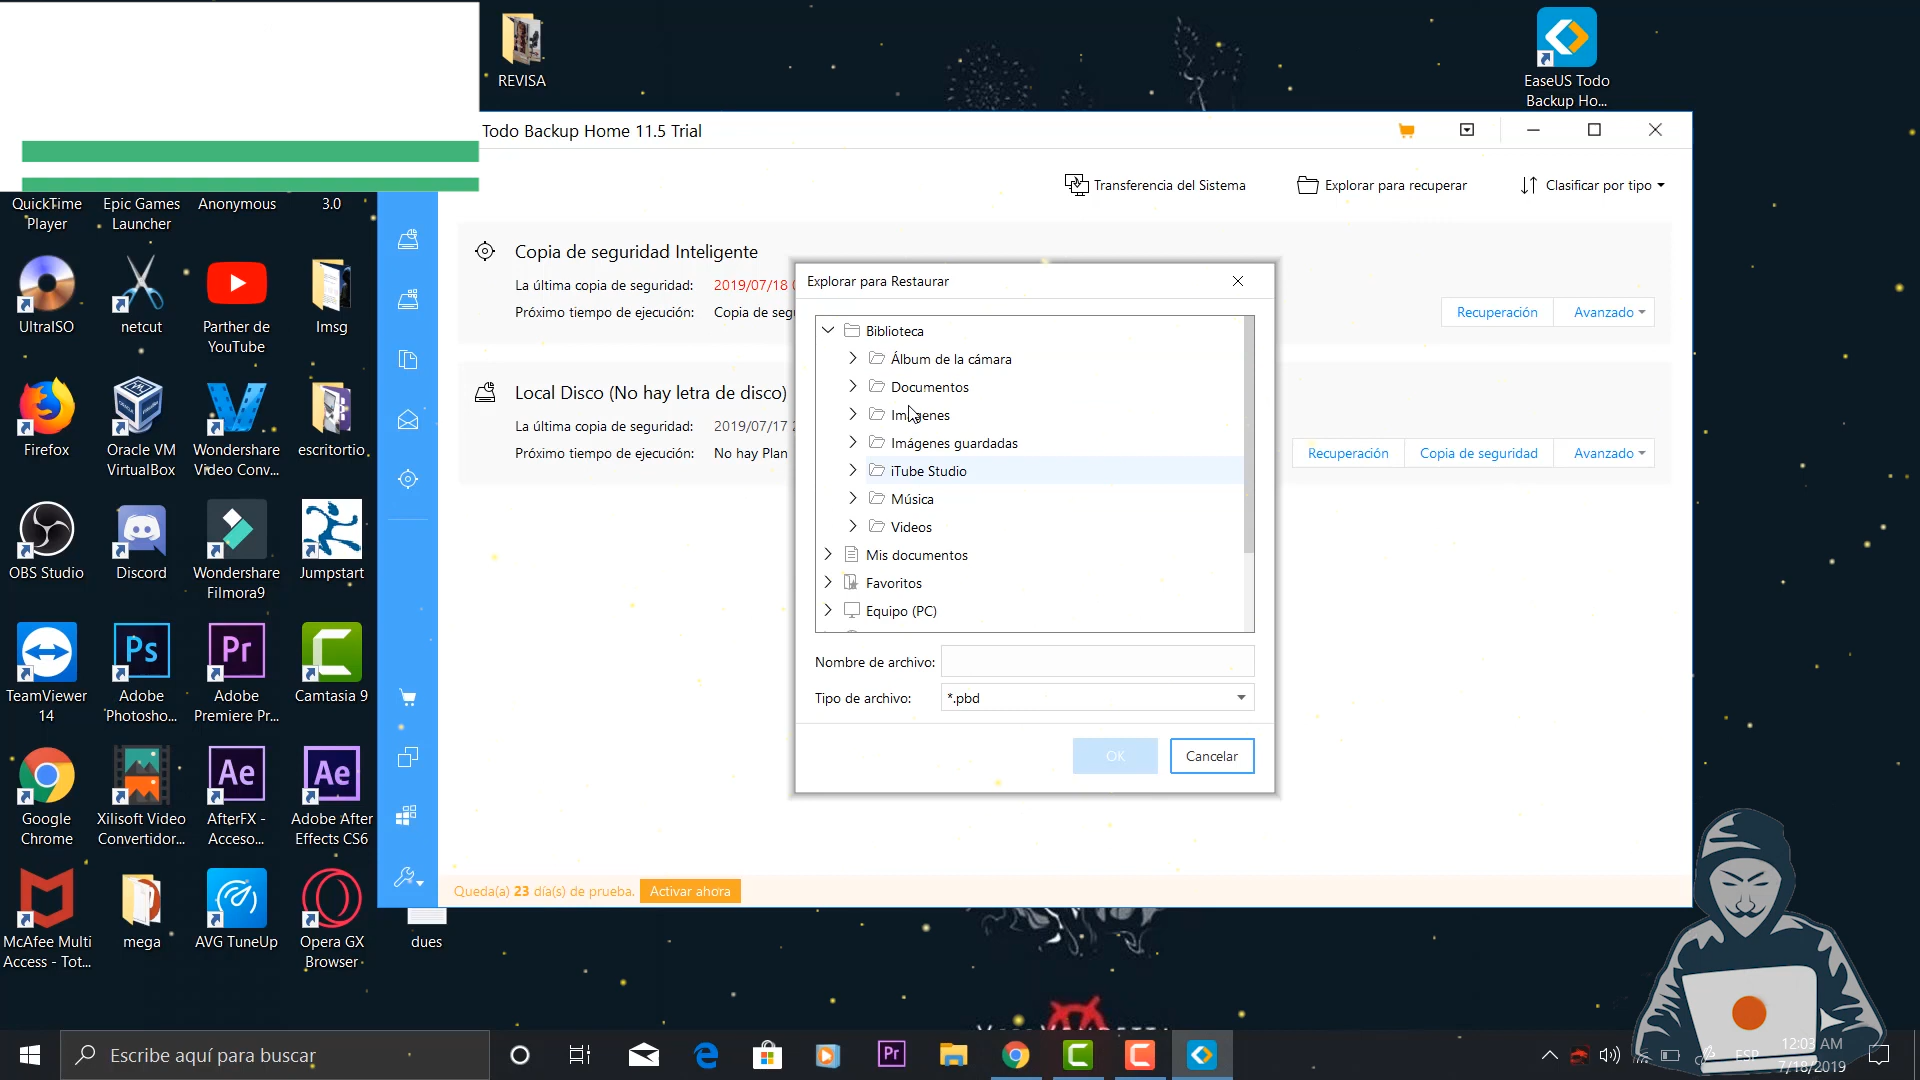 REVISA
EaseUS Todo
Backup Ho...
Todo Backup Home 11.5 Trial
Transferencia del Sistema
Explorar para recuperar
Clasificar por tipo
QuickTime
Player
Epic Games
Launcher
Anonymous
3.0
Copia de seguridad Inteligente
La última copia de seguridad: 2019/07/18
Próximo tiempo de ejecución: Copia de segu
Recuperación
Avanzado
Local Disco (No hay letra de disco)
La última copia de seguridad: 2019/07/17
Próximo tiempo de ejecución: No hay Plan
Recuperación
Copia de seguridad
Avanzado
Explorar para Restaurar
Biblioteca
Álbum de la cámara
Documentos
Imágenes
Imágenes guardadas
iTube Studio
Música
Videos
Mis documentos
Favoritos
Equipo (PC)
Nombre de archivo:
Tipo de archivo: *.pbd
OK
Cancelar
UltraISO
netcut
Parther de
YouTube
Imsg
Firefox
Oracle VM
VirtualBox
Wondershare
Video Conv...
escritortio
OBS Studio
Discord
Wondershare
Filmora9
Jumpstart
TeamViewer
14
Ps
Adobe
Photosho...
Pr
Adobe
Premiere Pr...
Camtasia 9
Google
Chrome
Xilisoft Video
Convertidor...
Ae
AfterFX -
Acceso...
Ae
Adobe After
Effects CS6
McAfee Multi
Access - Tot...
mega
AVG TuneUp
Opera GX
Browser
dues
Queda(a) 23 día(s) de prueba.
Activar ahora
Escribe aquí para buscar
Pr
ESP
12:03 AM
7/18/2019